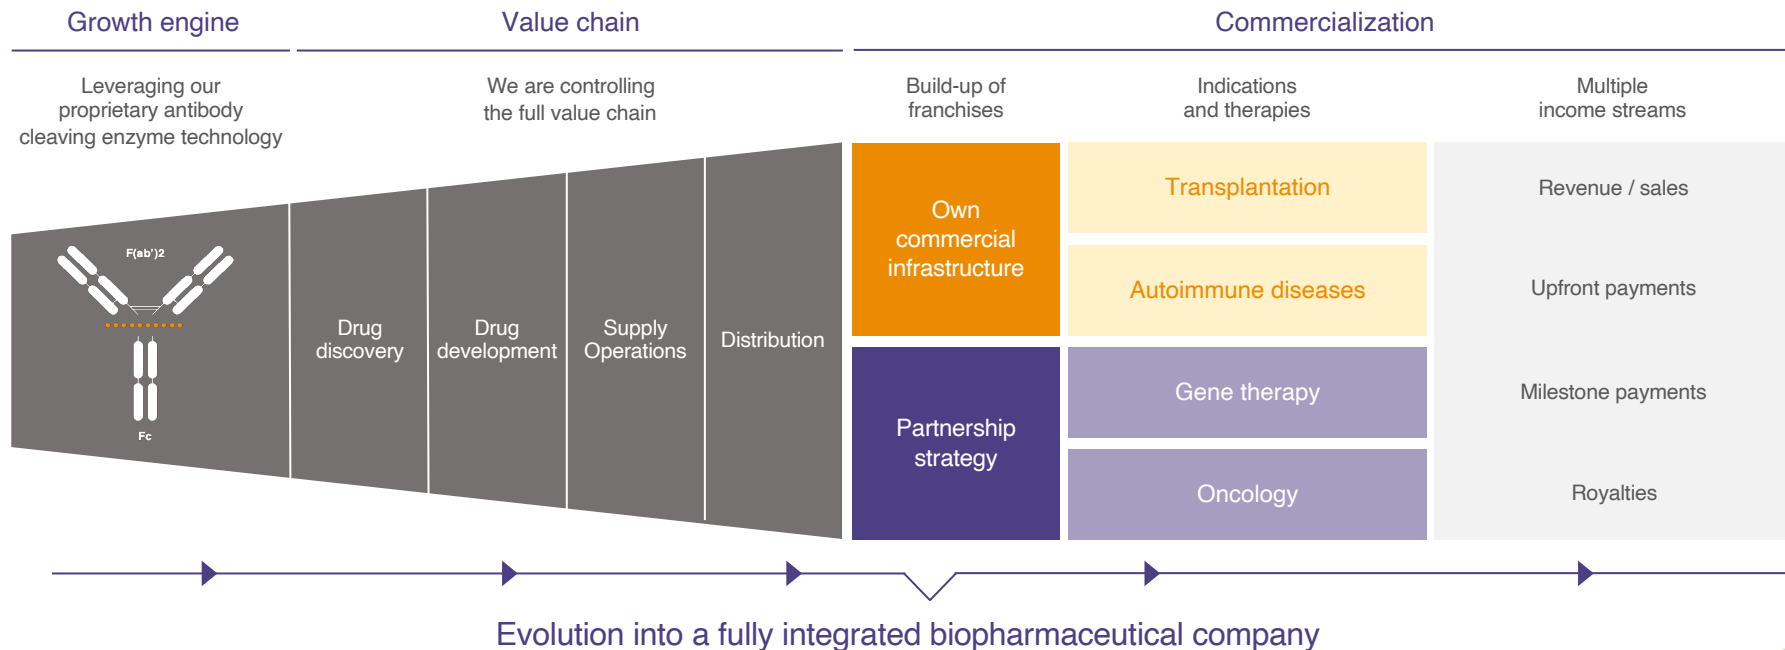 Growth engine
Value chain
Commercialization
Leveraging our
proprietary antibody
cleaving enzyme technology
We are controlling
the full value chain
Build-up of
franchises
Indications
and therapies
Multiple
income streams
F(ab')2
Fc
Drug
discovery
Drug
development
Supply
Operations
Distribution
Own
commercial
infrastructure
Partnership
strategy
Transplantation
Autoimmune diseases
Gene therapy
Oncology
Revenue / sales
Upfront payments
Milestone payments
Royalties
Evolution into a fully integrated biopharmaceutical company